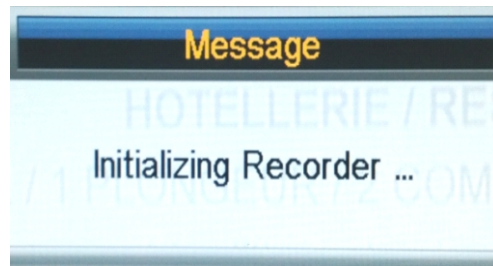 Message
HOTELLERIE / RE
Initializing Recorder ...
/ 1 PLONGEUR / 2 COM